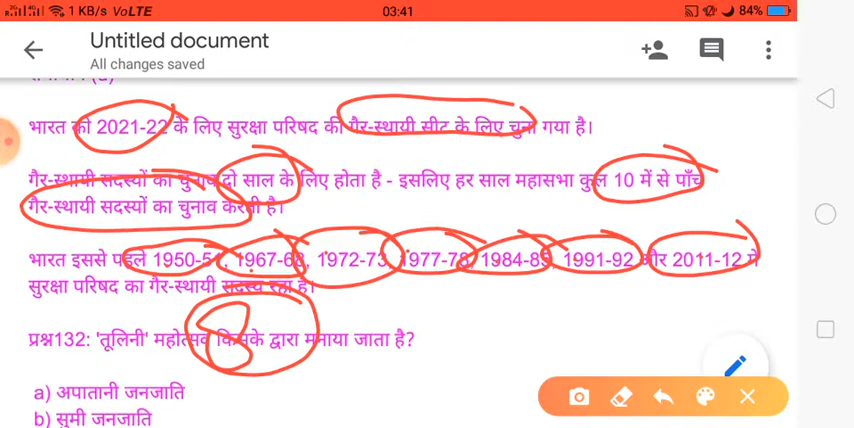 1 KB/s VoLTE 03:41 84%
Untitled document
All changes saved
भारत को 2021-22 के लिए सुरक्षा परिषद की गैर-स्थायी सीट के लिए चुना गया है।
गैर-स्थायी सदस्यों का चुनाव दो साल के लिए होता है - इसलिए हर साल महासभा कुल 10 में से पाँच
गैर-स्थायी सदस्यों का चुनाव करती है।
भारत इससे पहले 1950-51, 1967-68, 1972-73, 1977-78, 1984-85, 1991-92 और 2011-12 में
सुरक्षा परिषद का गैर-स्थायी सदस्य रहा है।
8
प्रश्न132: 'तूलिनी' महोत्सव किसके द्वारा मनाया जाता है?
a) अपातानी जनजाति
b) सुमी जनजाति